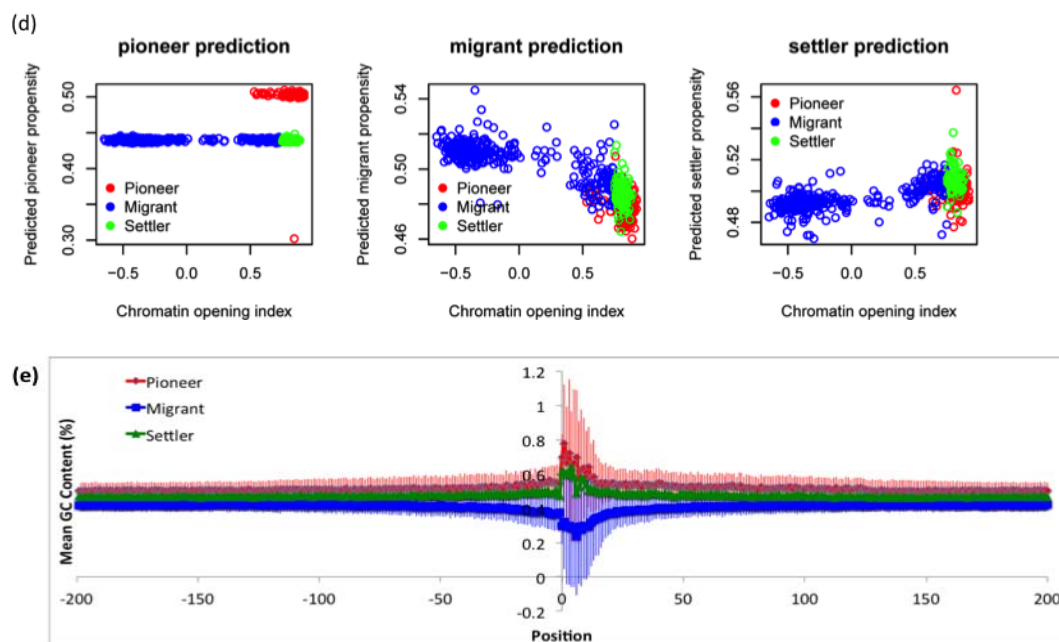 (d)
pioneer prediction
Predicted pioneer propensity
0.50
0.40
0.30
Pioneer
Migrant
Settler
−0.5 0.0 0.5
Chromatin opening index
migrant prediction
Predicted migrant propensity
0.54
0.50
0.46
Pioneer
Migrant
Settler
−0.5 0.0 0.5
Chromatin opening index
settler prediction
Predicted settler propensity
0.56
0.52
0.48
Pioneer
Migrant
Settler
−0.5 0.0 0.5
Chromatin opening index
(e)
Mean GC Content (%)
Pioneer
Migrant
Settler
1.2
1
0.8
0.6
0.4
0.2
0
-0.2
-200 -150 -100 -50 0 50 100 150 200
Position